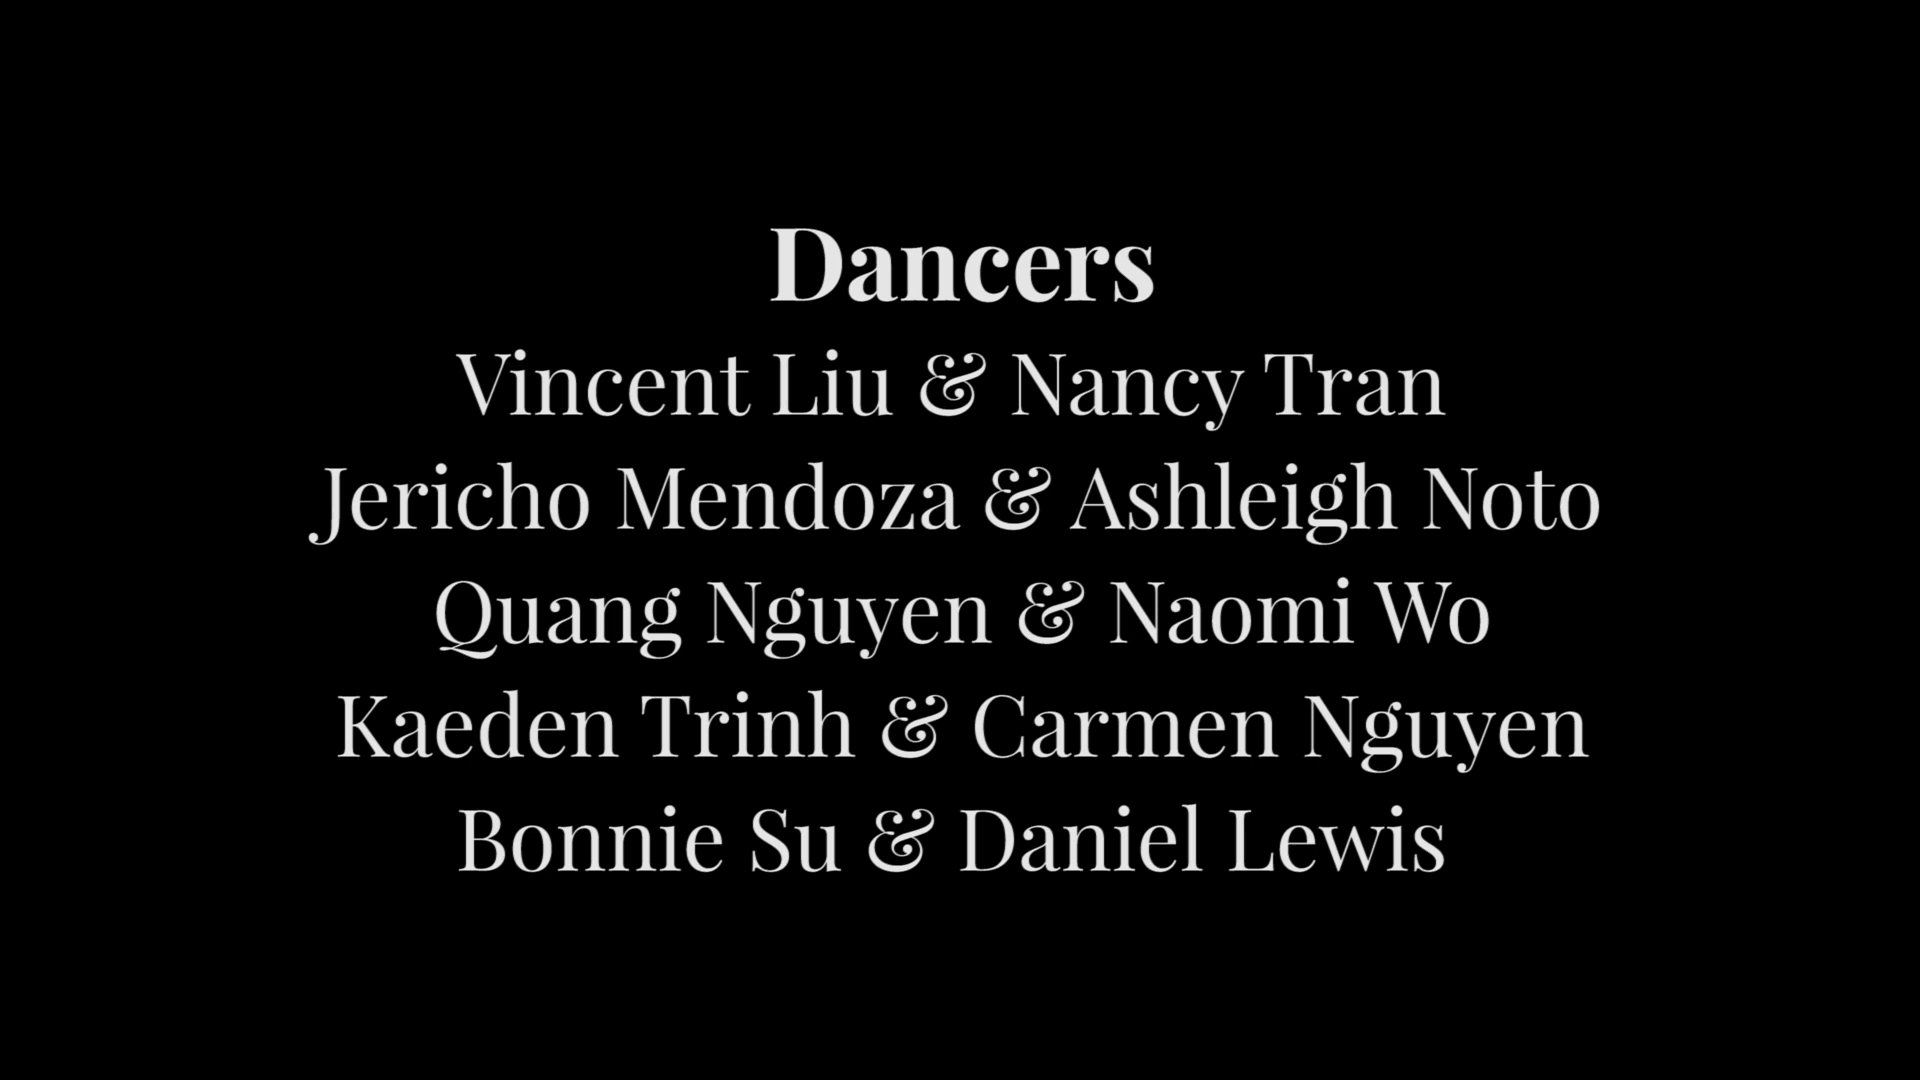 Dancers
Vincent Liu & Nancy Tran
Jericho Mendoza & Ashleigh Noto
Quang Nguyen & Naomi Wo
Kaeden Trinh & Carmen Nguyen
Bonnie Su & Daniel Lewis